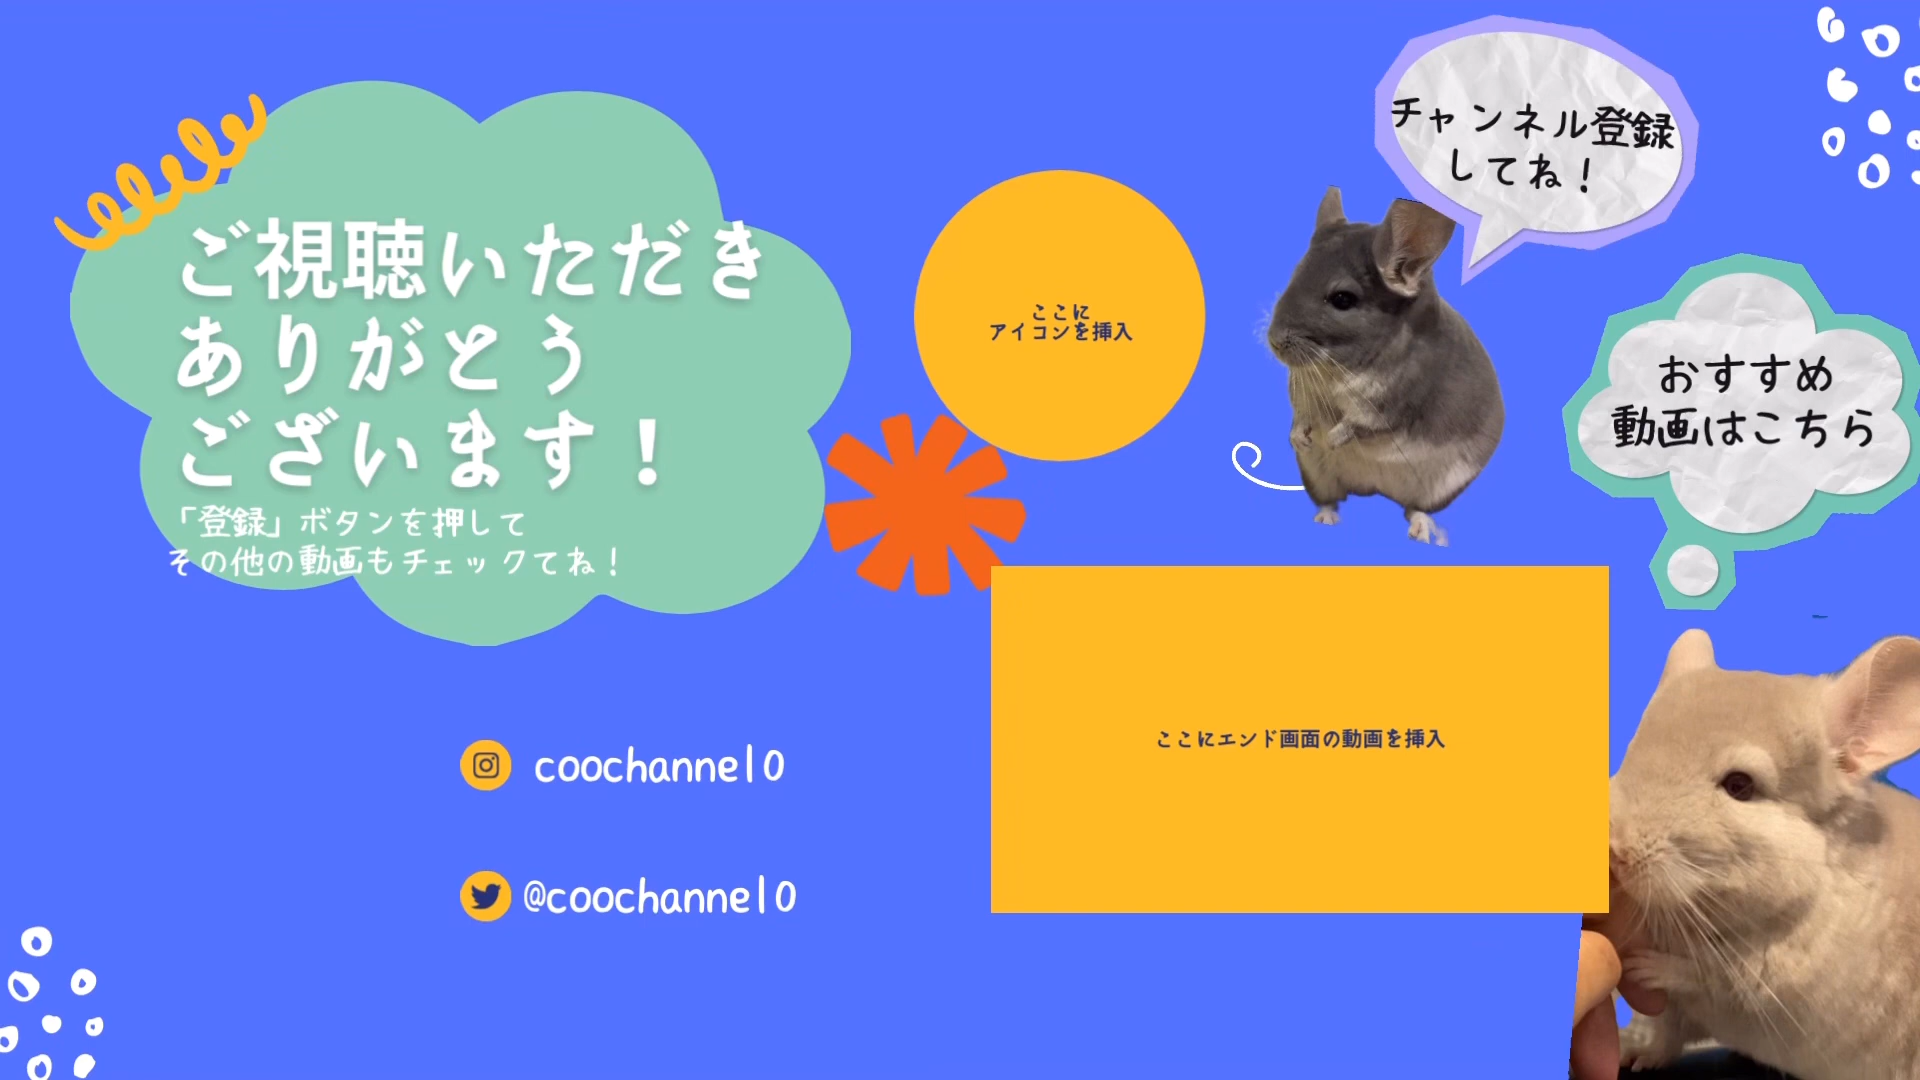 ご視聴いただき
ありがとう
ございます！
「登録」ボタンを押して
その他の動画もチェックてね！
ここに
アイコンを挿入
チャンネル登録
してね！
おすすめ
動画はこちら
ここにエンド画面の動画を挿入
coochannel0
@coochannel0